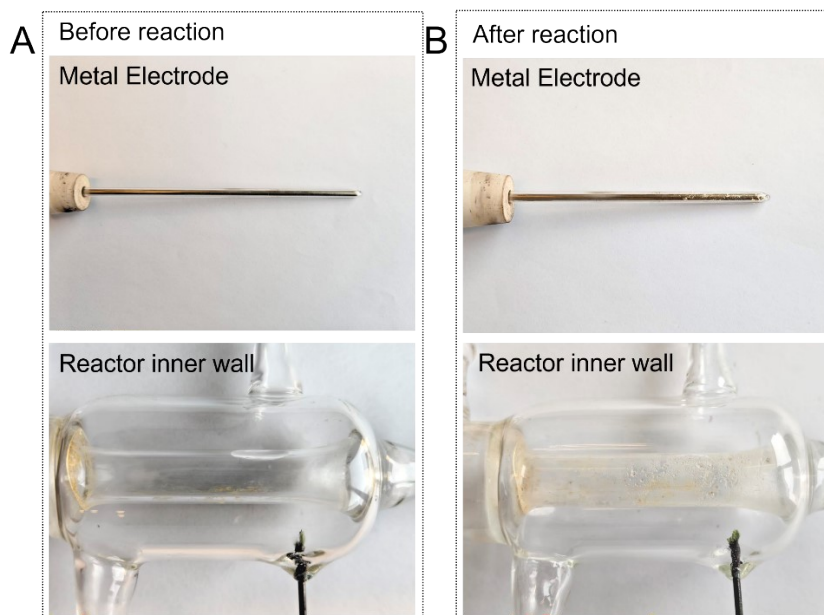 A
Before reaction
Metal Electrode
Reactor inner wall
B
After reaction
Metal Electrode
Reactor inner wall